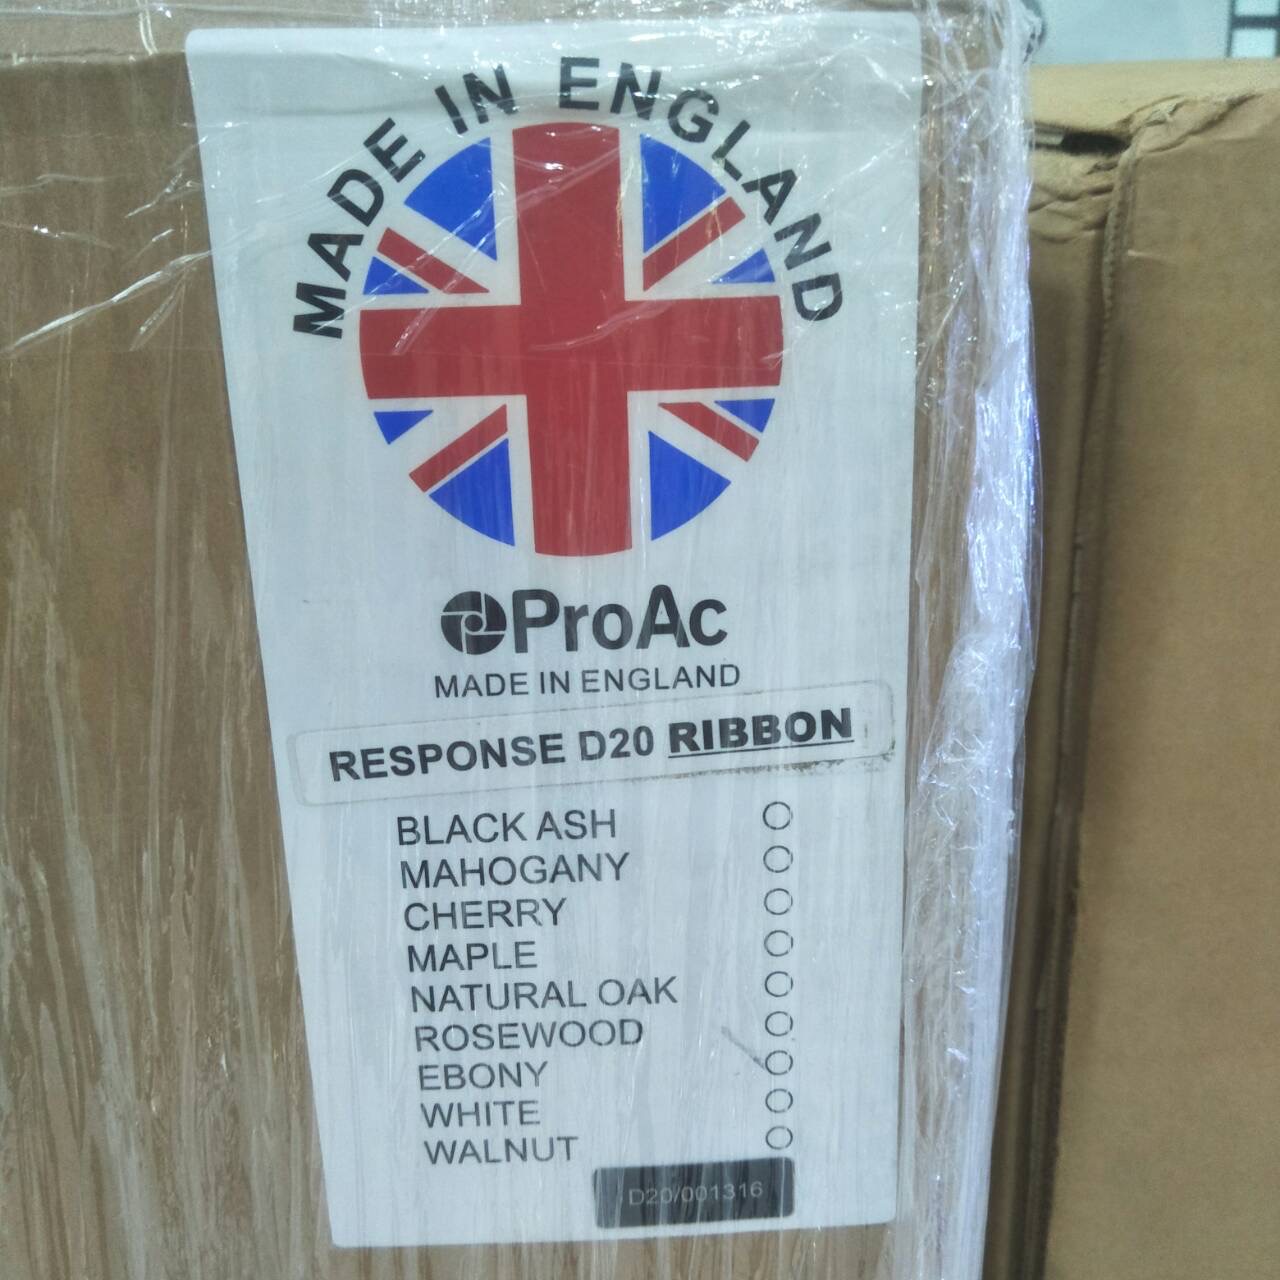 MADE IN ENGLAND
ProAc
MADE IN ENGLAND
RESPONSE D20 RIBBON
BLACK ASH
MAHOGANY
CHERRY
MAPLE
NATURAL OAK
ROSEWOOD
EBONY
WHITE
WALNUT
D20/001316